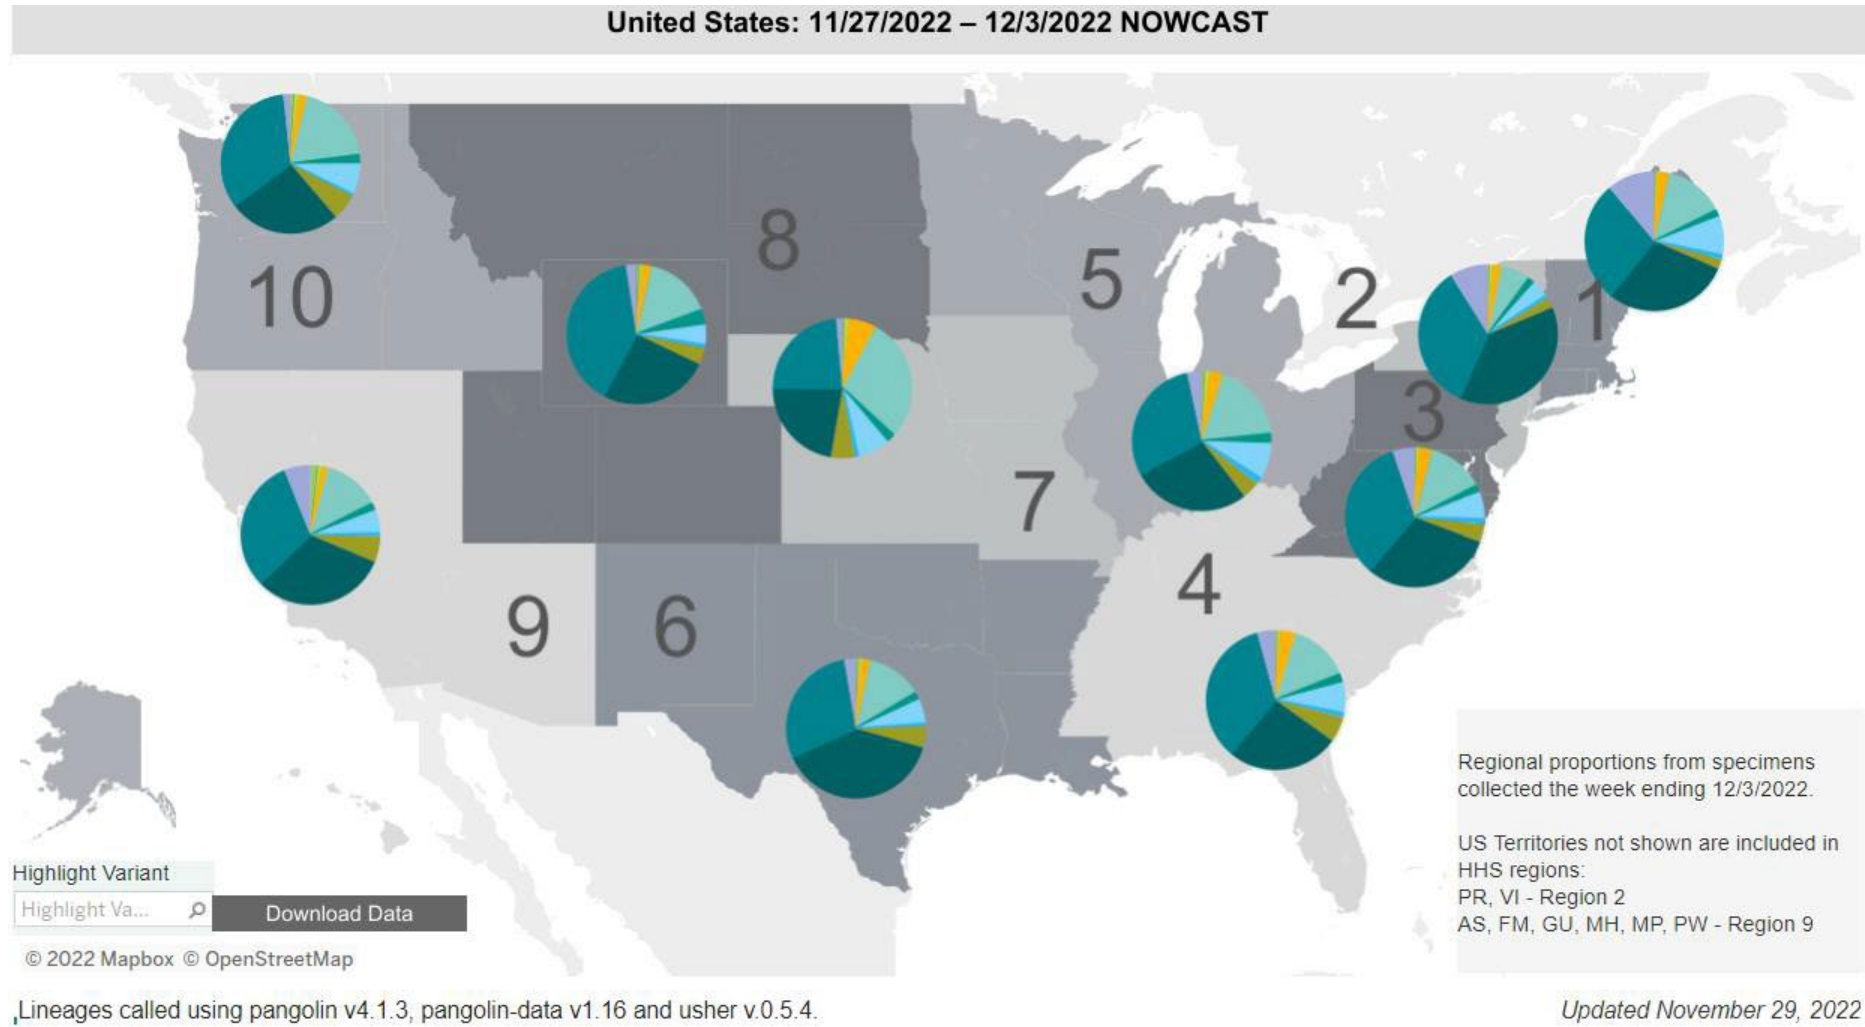 United States: 11/27/2022 – 12/3/2022 NOWCAST
8
10
5
2
1
3
7
4
9
6
Regional proportions from specimens
collected the week ending 12/3/2022.
US Territories not shown are included in
HHS regions:
PR, VI - Region 2
AS, FM, GU, MH, MP, PW - Region 9
Highlight Variant
Highlight Va...
Download Data
© 2022 Mapbox © OpenStreetMap
Lineages called using pangolin v4.1.3, pangolin-data v1.16 and usher v.0.5.4.
Updated November 29, 2022